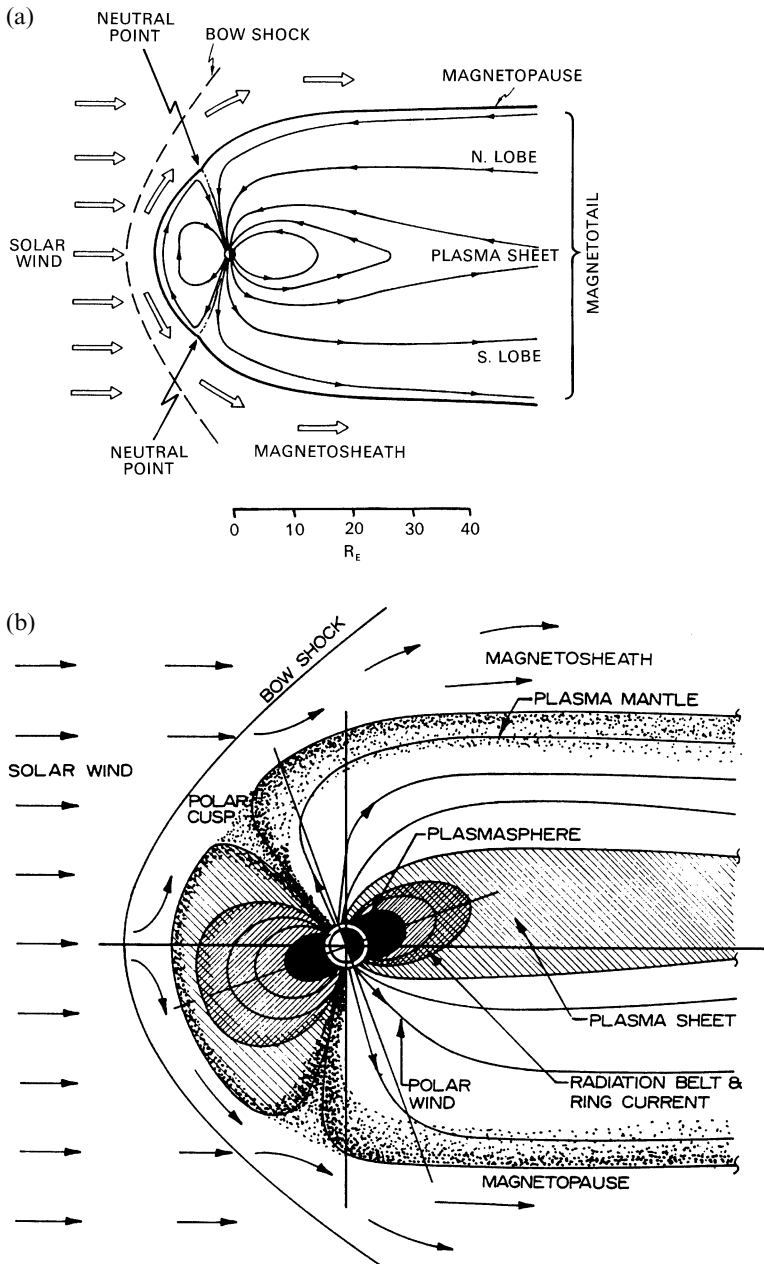 (a)
NEUTRAL
POINT
BOW SHOCK
MAGNETOPAUSE
N. LOBE
SOLAR
WIND
PLASMA SHEET
MAGNETOTAIL
S. LOBE
NEUTRAL
POINT
MAGNETOSHEATH
0 10 20 30 40
R_E
(b)
BOW SHOCK
MAGNETOSHEATH
PLASMA MANTLE
SOLAR WIND
POLAR
CUSP
PLASMASPHERE
PLASMA SHEET
POLAR
WIND
RADIATION BELT &
RING CURRENT
MAGNETOPAUSE